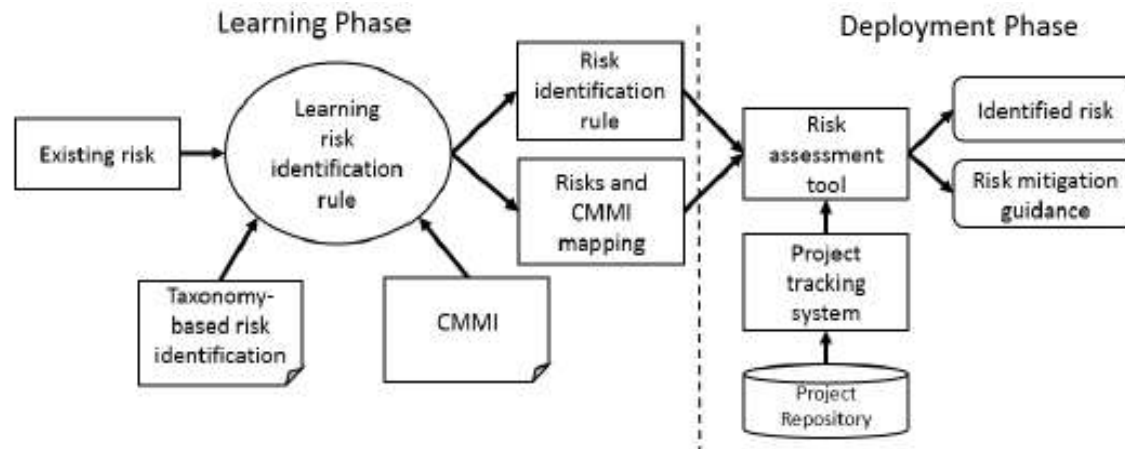 Learning Phase
Deployment Phase
Existing risk
Learning
risk
identification
rule
Taxonomy-
based risk
identification
CMMI
Risk
identification
rule
Risks and
CMMI
mapping
Risk
assessment
tool
Project
tracking
system
Project
Repository
Identified risk
Risk mitigation
guidance